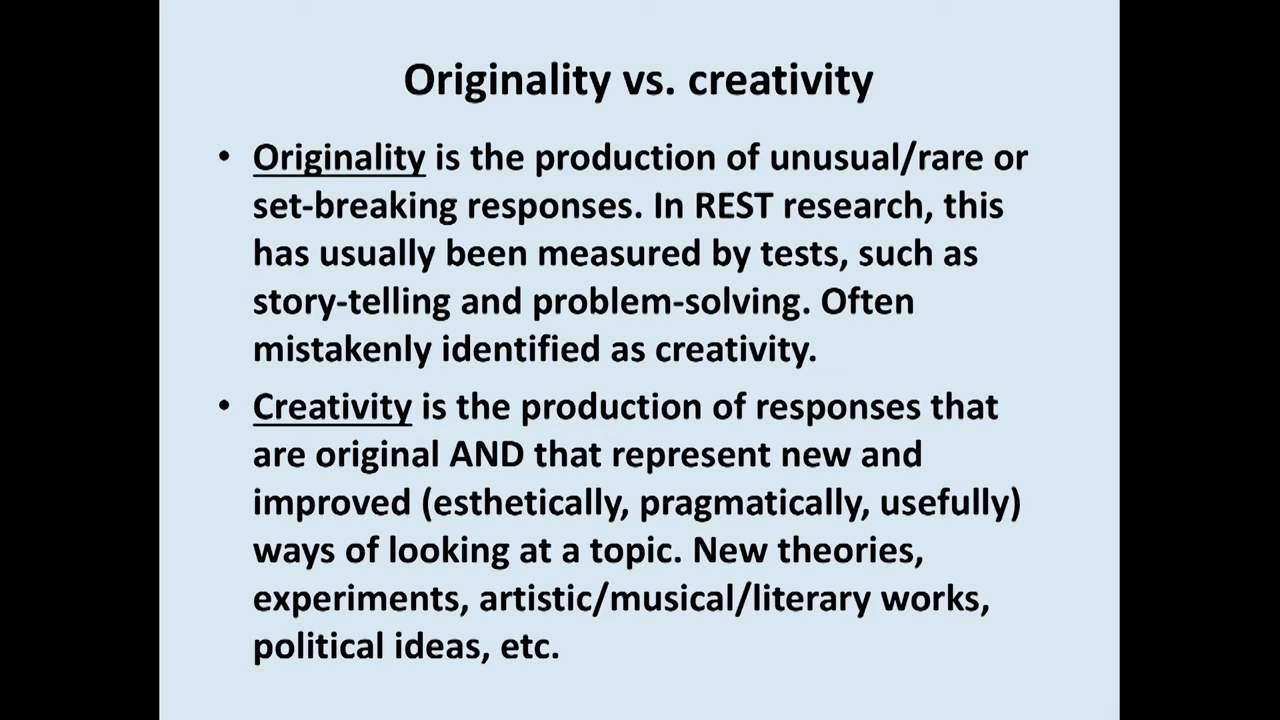 Originality vs. creativity
• Originality is the production of unusual/rare or
set-breaking responses. In REST research, this
has usually been measured by tests, such as
story-telling and problem-solving. Often
mistakenly identified as creativity.
• Creativity is the production of responses that
are original AND that represent new and
improved (esthetically, pragmatically, usefully)
ways of looking at a topic. New theories,
experiments, artistic/musical/literary works,
political ideas, etc.